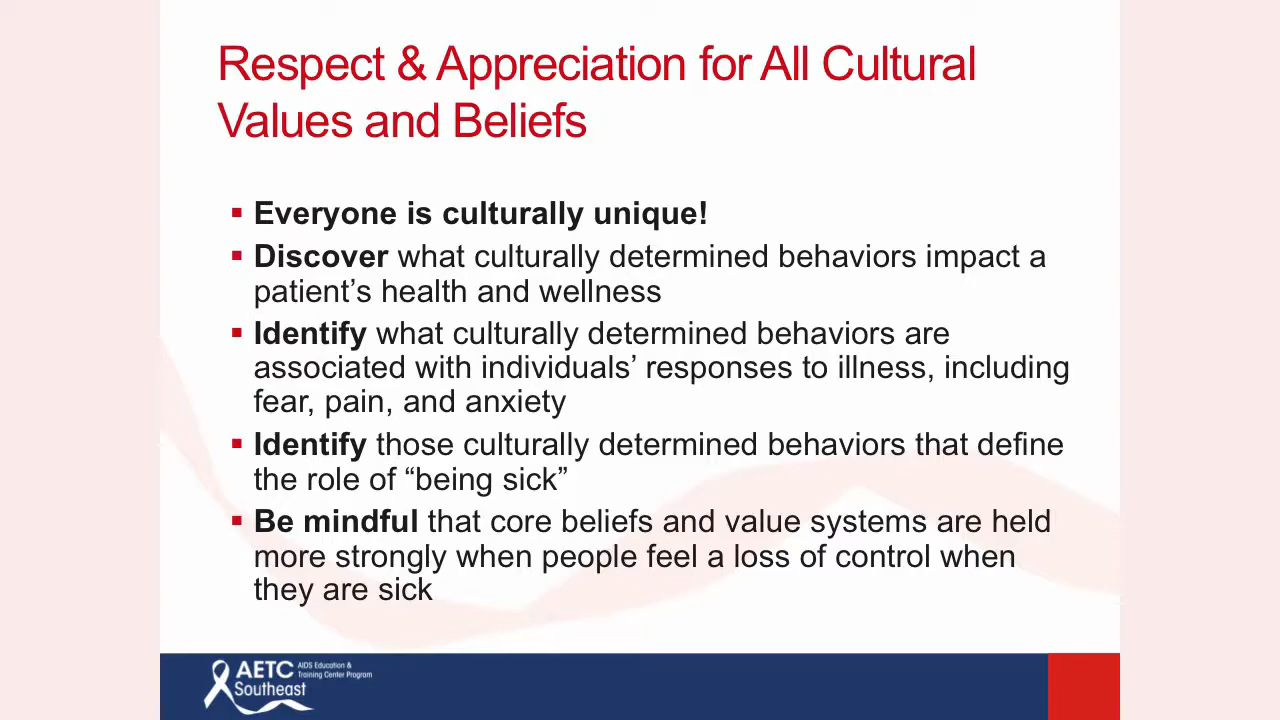 Respect & Appreciation for All Cultural
Values and Beliefs
▪ Everyone is culturally unique!
▪ Discover what culturally determined behaviors impact a
patient’s health and wellness
▪ Identify what culturally determined behaviors are
associated with individuals’ responses to illness, including
fear, pain, and anxiety
▪ Identify those culturally determined behaviors that define
the role of “being sick”
▪ Be mindful that core beliefs and value systems are held
more strongly when people feel a loss of control when
they are sick
AETC AIDS Education &
Training Center Program
Southeast